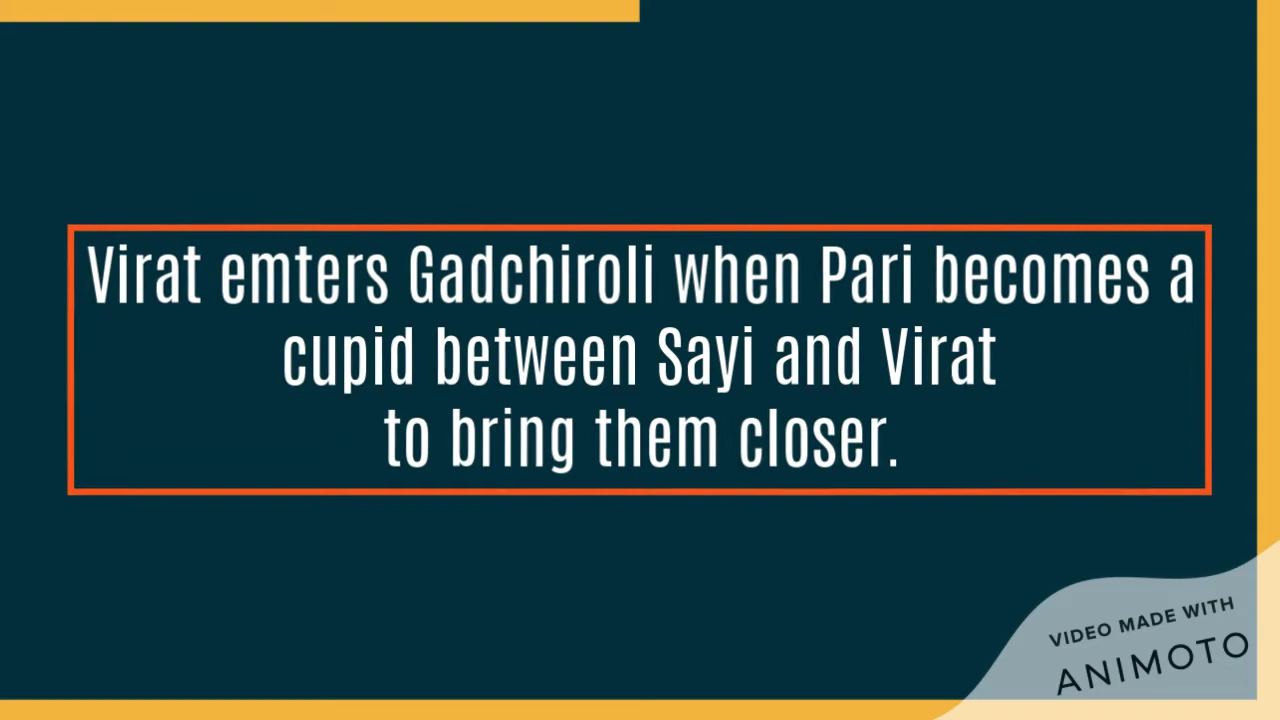 Virat emters Gadchiroli when Pari becomes a
cupid between Sayi and Virat
to bring them closer.
VIDEO MADE WITH
ANIMOTO